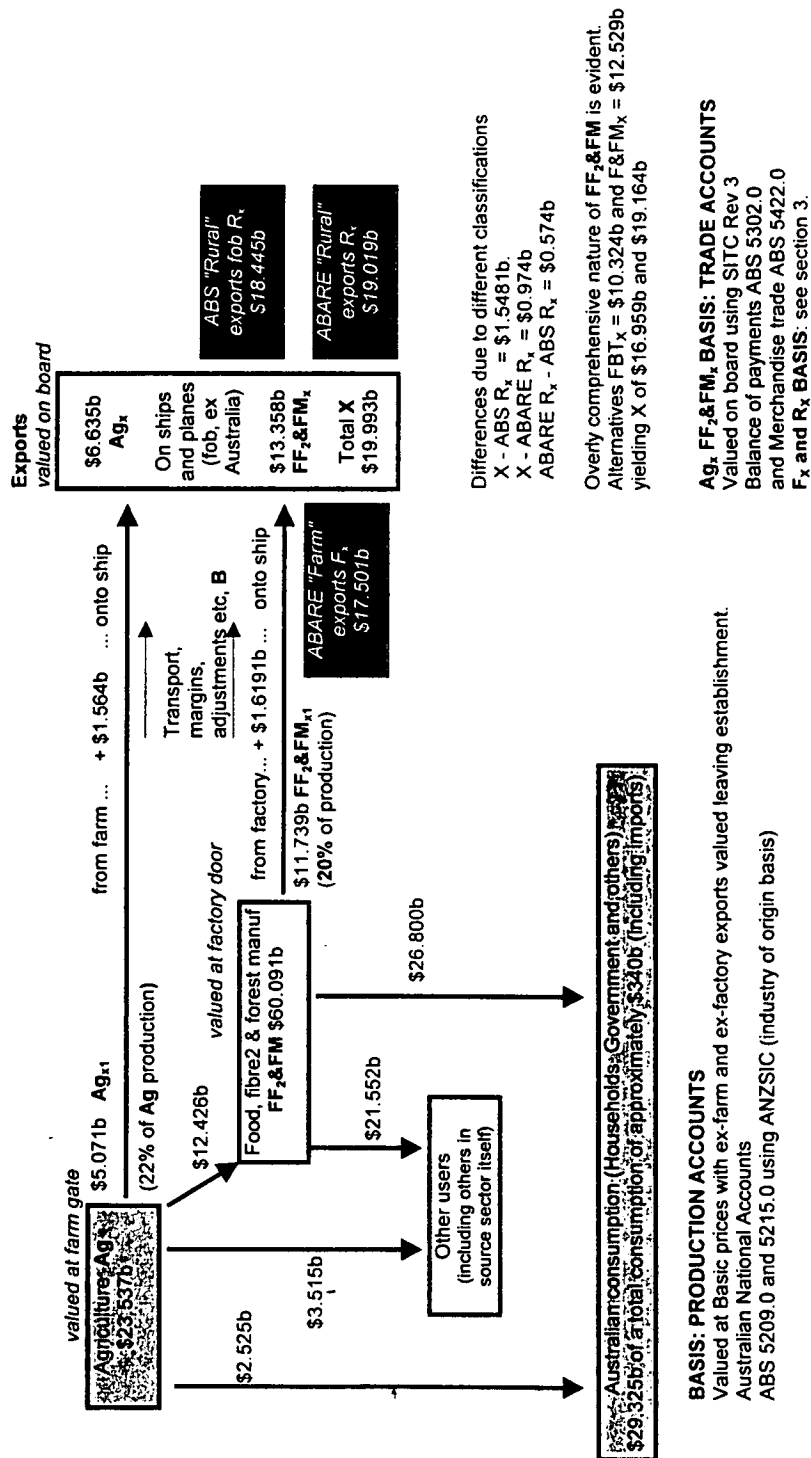 valued at farm gate
Agriculture, Ag
$23.537b
$5.071b Agx1
(22% of Ag production)
from farm ... + $1.564b ... onto ship
Transport,
margins,
adjustments etc, B
Exports
valued on board
$6.635b
Agx
On ships
and planes
(fob, ex
Australia)
$13.358b
FF2&FMx
Total X
$19.993b
ABS "Rural"
exports fob Rx
$18.445b
ABARE "Rural"
exports Rx
$19.019b
ABARE "Farm"
exports Fx
$17.501b
$12.426b
valued at factory door
Food, fibre2 & forest manuf
FF2&FM $60.091b
from factory... + $1.6191b ... onto ship
$11.739b FF2&FMx1
(20% of production)
$2.525b
$3.515b
$21.552b
$26.800b
Other users
(including others in
source sector itself)
Australian consumption (Households, Government and others)
$29.325b of a total consumption of approximately $340b (including imports)
Differences due to different classifications
X - ABS Rx = $1.5481b.
X - ABARE Rx = $0.974b
ABARE Rx - ABS Rx = $0.574b
Overly comprehensive nature of FF2&FM is evident.
Alternatives FBTx = $10.324b and F&FMx = $12.529b
yielding X of $16.959b and $19.164b
BASIS: PRODUCTION ACCOUNTS
Valued at Basic prices with ex-farm and ex-factory exports valued leaving establishment.
Australian National Accounts
ABS 5209.0 and 5215.0 using ANZSIC (industry of origin basis)
Agx FF2&FMx BASIS: TRADE ACCOUNTS
Valued on board using SITC Rev 3
Balance of payments ABS 5302.0
and Merchandise trade ABS 5422.0
Fx and Rx BASIS: see section 3.